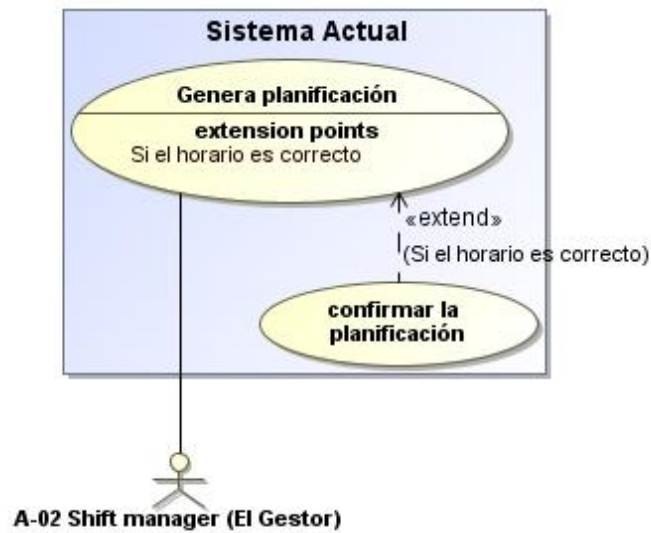 Sistema Actual
Genera planificación
extension points
Si el horario es correcto
«extend»
(Si el horario es correcto)
confirmar la
planificación
A-02 Shift manager (El Gestor)